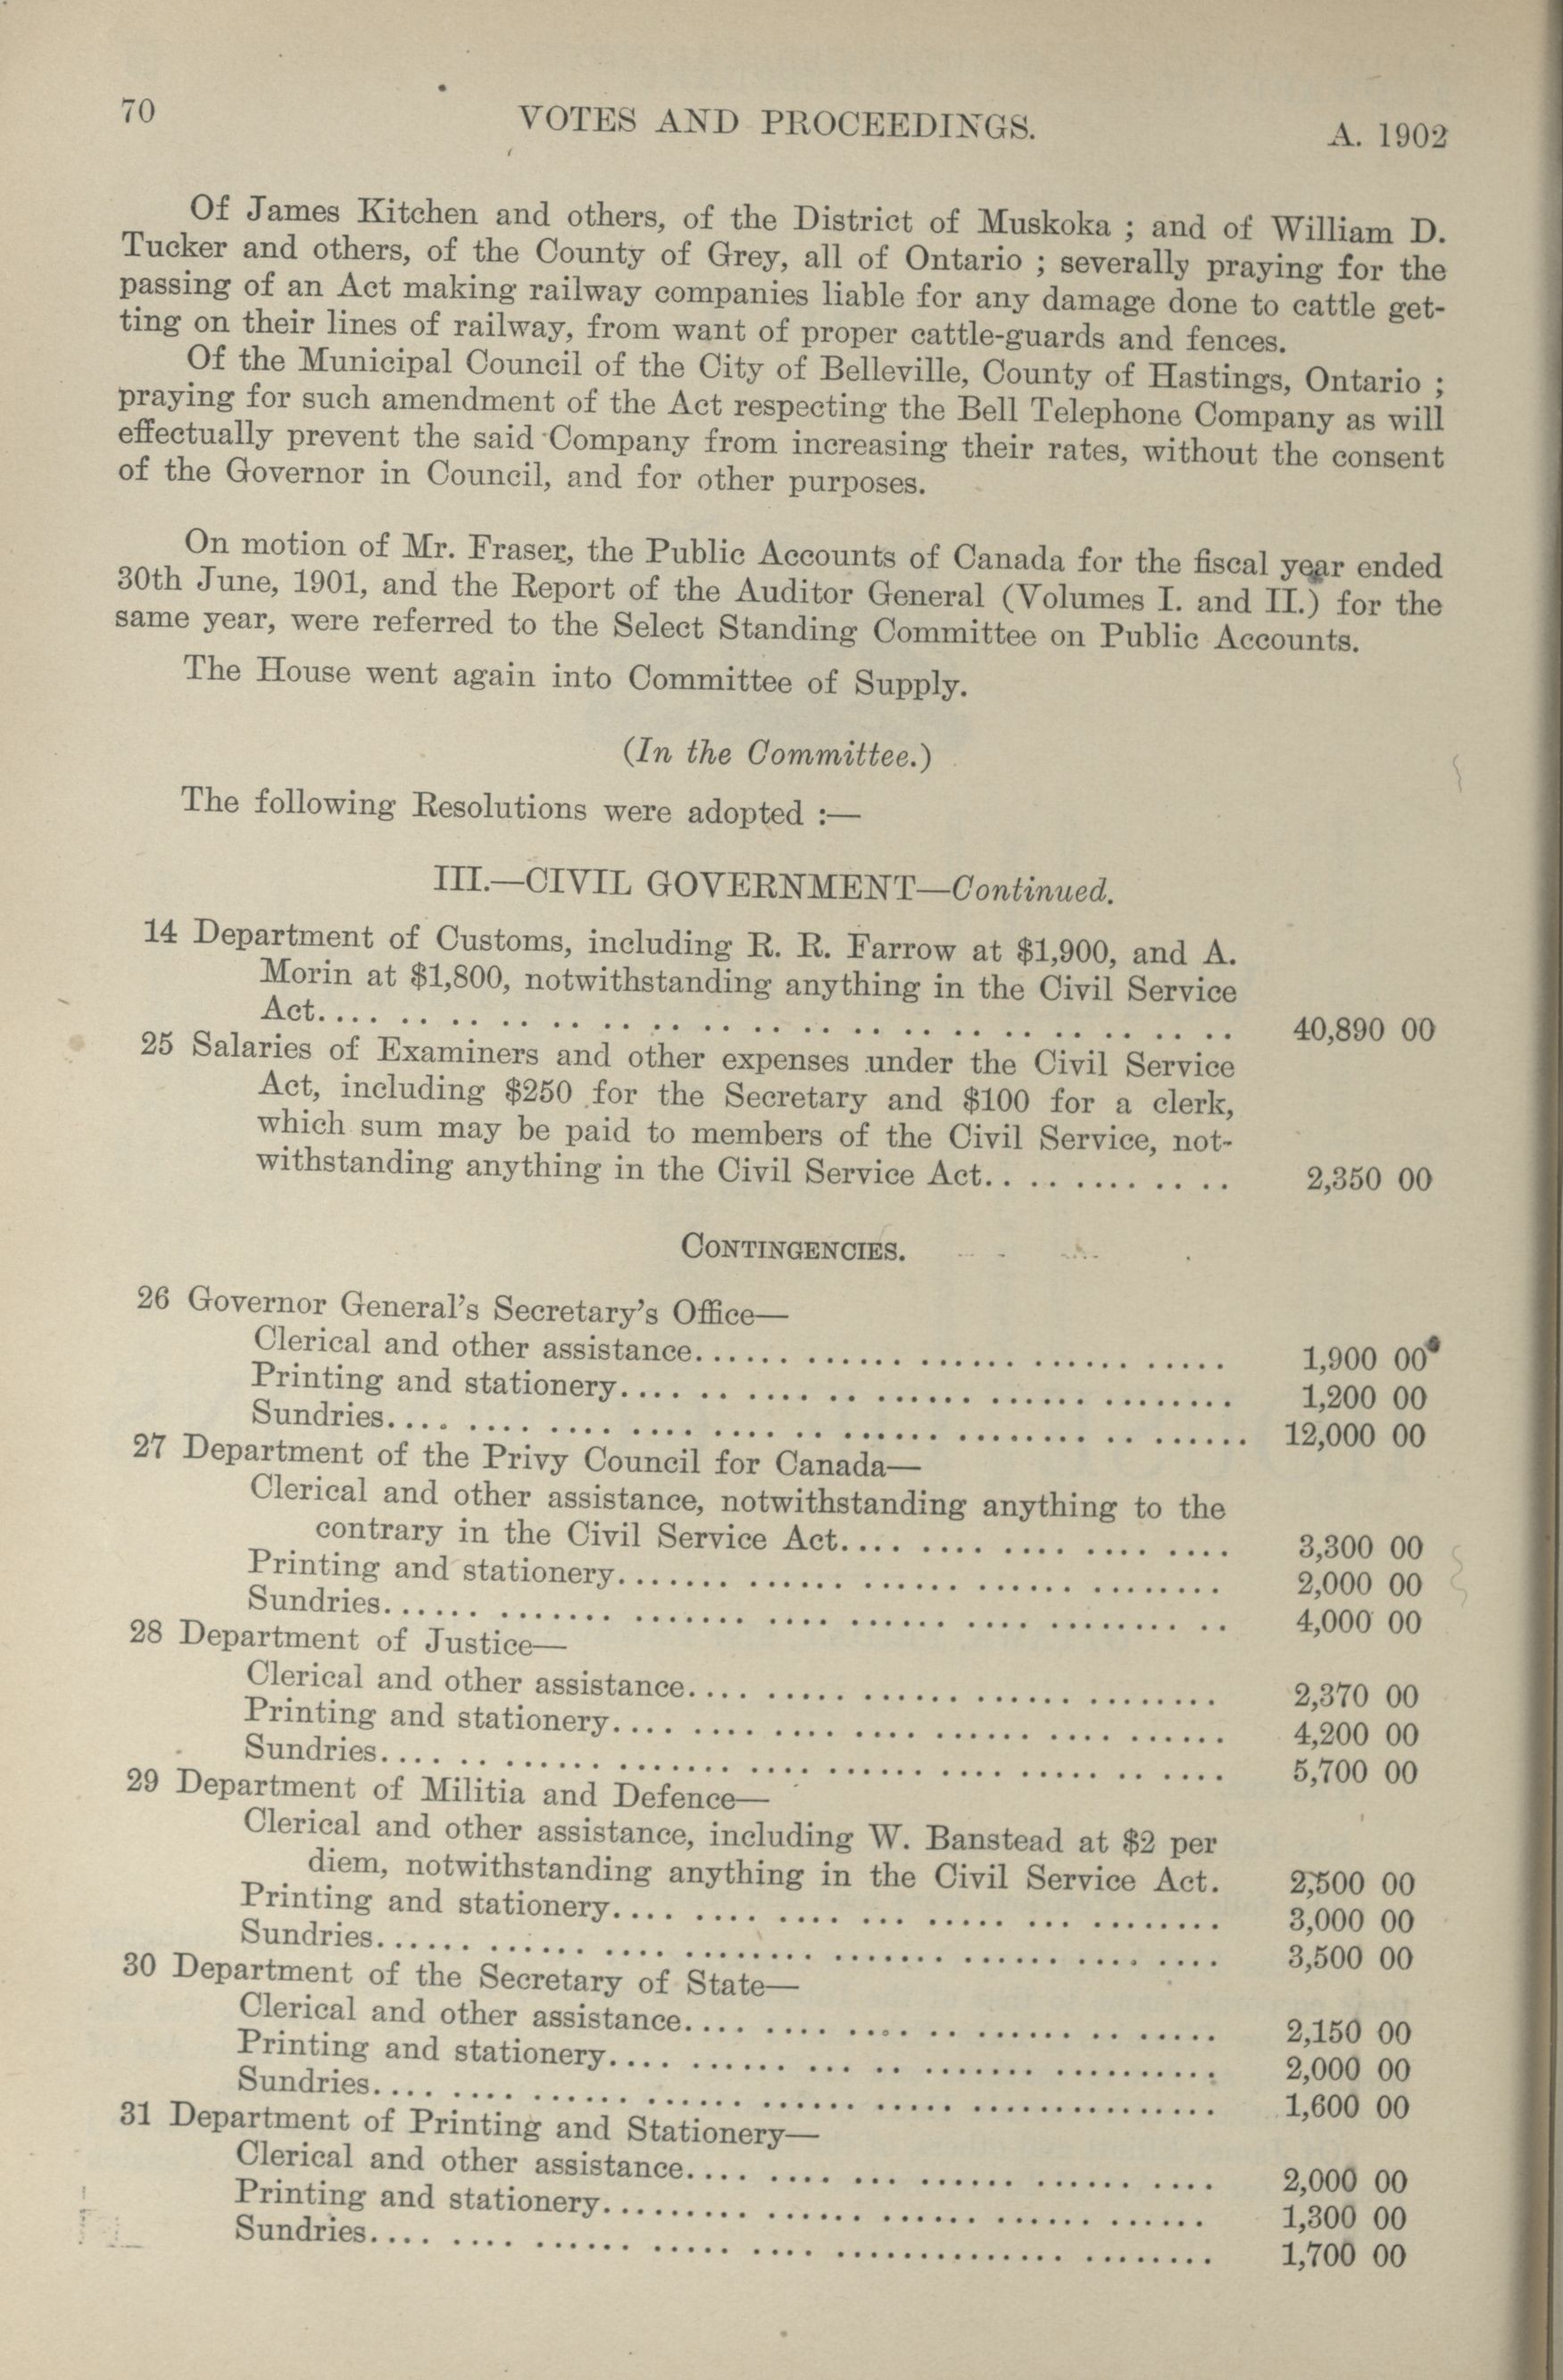 70
VOTES AND PROCEEDINGS.
A. 1902
Of James Kitchen and others, of the District of Muskoka ; and of William D.
Tucker and others, of the County of Grey, all of Ontario ; severally praying for the
passing of an Act making railway companies liable for any damage done to cattle get-
ting on their lines of railway, from want of proper cattle-guards and fences.
Of the Municipal Council of the City of Belleville, County of Hastings, Ontario ;
praying for such amendment of the Act respecting the Bell Telephone Company as will
effectually prevent the said Company from increasing their rates, without the consent
of the Governor in Council, and for other purposes.
On motion of Mr. Fraser, the Public Accounts of Canada for the fiscal year ended
30th June, 1901, and the Report of the Auditor General (Volumes I. and II.) for the
same year, were referred to the Select Standing Committee on Public Accounts.
The House went again into Committee of Supply.
(In the Committee.)
The following Resolutions were adopted :—
III.—CIVIL GOVERNMENT—Continued.
14 Department of Customs, including R. R. Farrow at $1,900, and A.
Morin at $1,800, notwithstanding anything in the Civil Service
Act.... 40,890 00
25 Salaries of Examiners and other expenses under the Civil Service
Act, including $250 for the Secretary and $100 for a clerk,
which sum may be paid to members of the Civil Service, not-
withstanding anything in the Civil Service Act.... 2,350 00
CONTINGENCIES.
26 Governor General's Secretary's Office—
Clerical and other assistance.... 1,900 00
Printing and stationery.... 1,200 00
Sundries.... 12,000 00
27 Department of the Privy Council for Canada—
Clerical and other assistance, notwithstanding anything to the
contrary in the Civil Service Act.... 3,300 00
Printing and stationery.... 2,000 00
Sundries.... 4,000 00
28 Department of Justice—
Clerical and other assistance.... 2,370 00
Printing and stationery.... 4,200 00
Sundries.... 5,700 00
29 Department of Militia and Defence—
Clerical and other assistance, including W. Banstead at $2 per
diem, notwithstanding anything in the Civil Service Act. 2,500 00
Printing and stationery.... 3,000 00
Sundries.... 3,500 00
30 Department of the Secretary of State—
Clerical and other assistance.... 2,150 00
Printing and stationery.... 2,000 00
Sundries.... 1,600 00
31 Department of Printing and Stationery—
Clerical and other assistance.... 2,000 00
Printing and stationery.... 1,300 00
Sundries.... 1,700 00